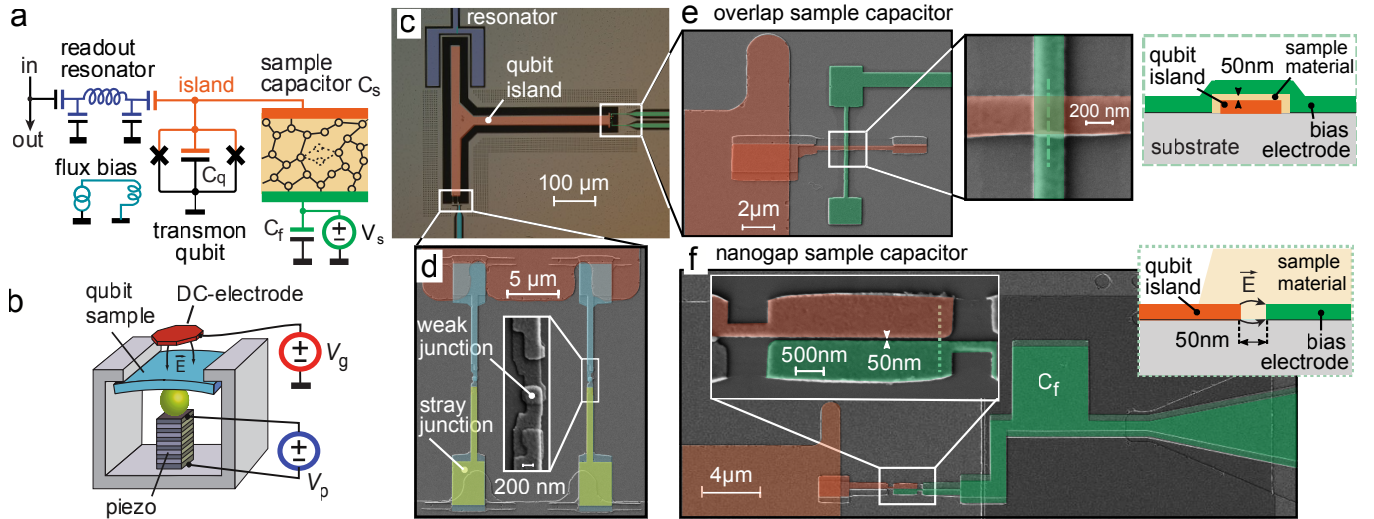 a
readout
resonator
in
out
island
sample
capacitor Cs
flux bias
Cq
transmon
qubit
Cf
Vs
b
qubit
sample
DC-electrode
E
Vg
Vp
piezo
c
resonator
qubit
island
100 µm
d
5 µm
weak
junction
stray
junction
200 nm
e overlap sample capacitor
2µm
200 nm
qubit
island
50nm
sample
material
substrate
bias
electrode
f nanogap sample capacitor
500nm
50nm
Cf
4µm
qubit
island
E
sample
material
50nm
bias
electrode